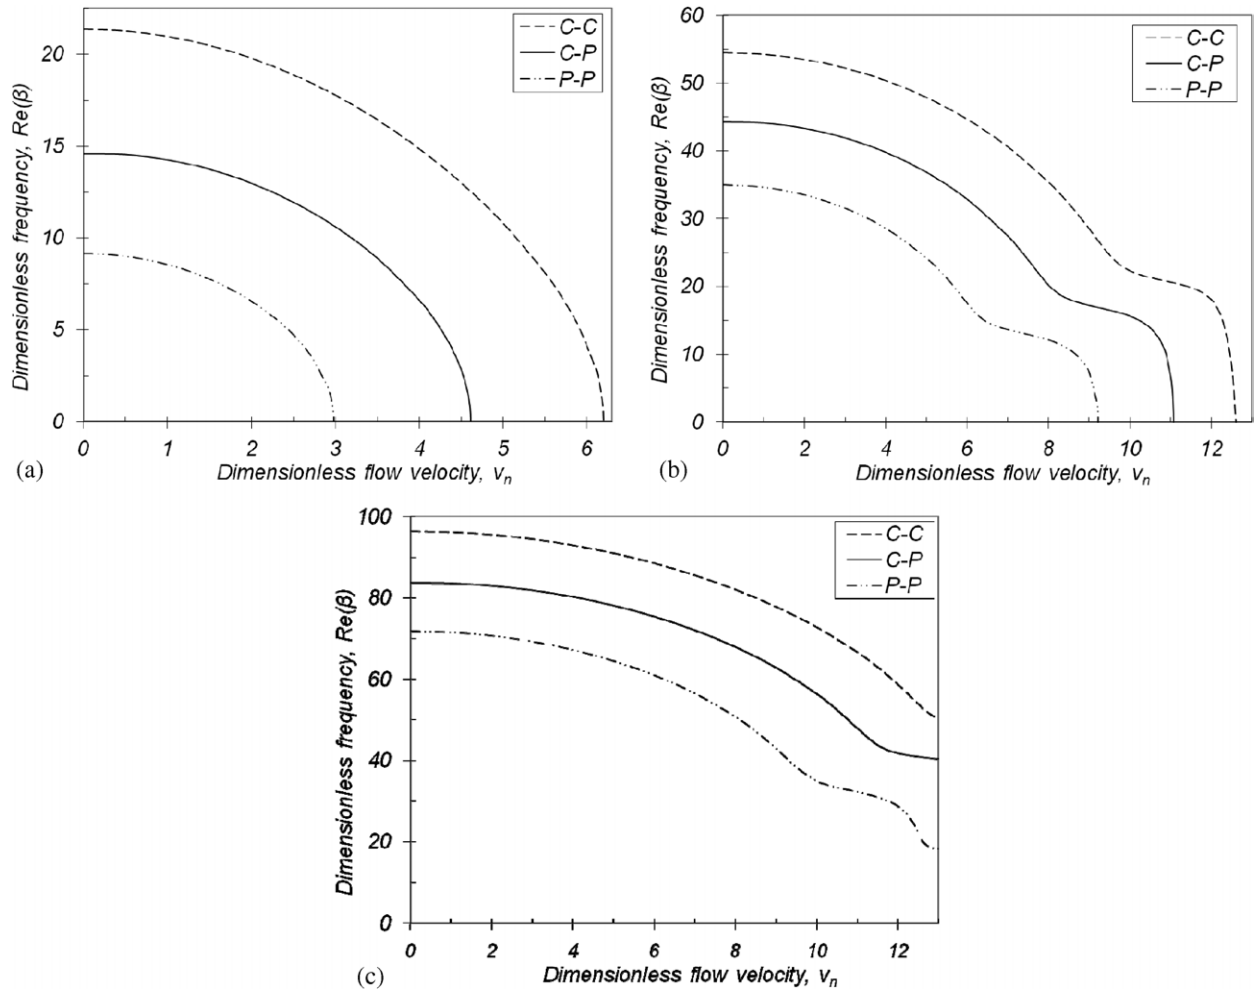 Dimensionless frequency, Re(β)
20
15
10
5
0
C-C
C-P
P-P
0 1 2 3 4 5 6
(a)
Dimensionless flow velocity, vn
Dimensionless frequency, Re(β)
60
50
40
30
20
10
0
C-C
C-P
P-P
0 2 4 6 8 10 12
(b)
Dimensionless flow velocity, vn
Dimensionless frequency, Re(β)
100
80
60
40
20
0
C-C
C-P
P-P
0 2 4 6 8 10 12
(c)
Dimensionless flow velocity, vn